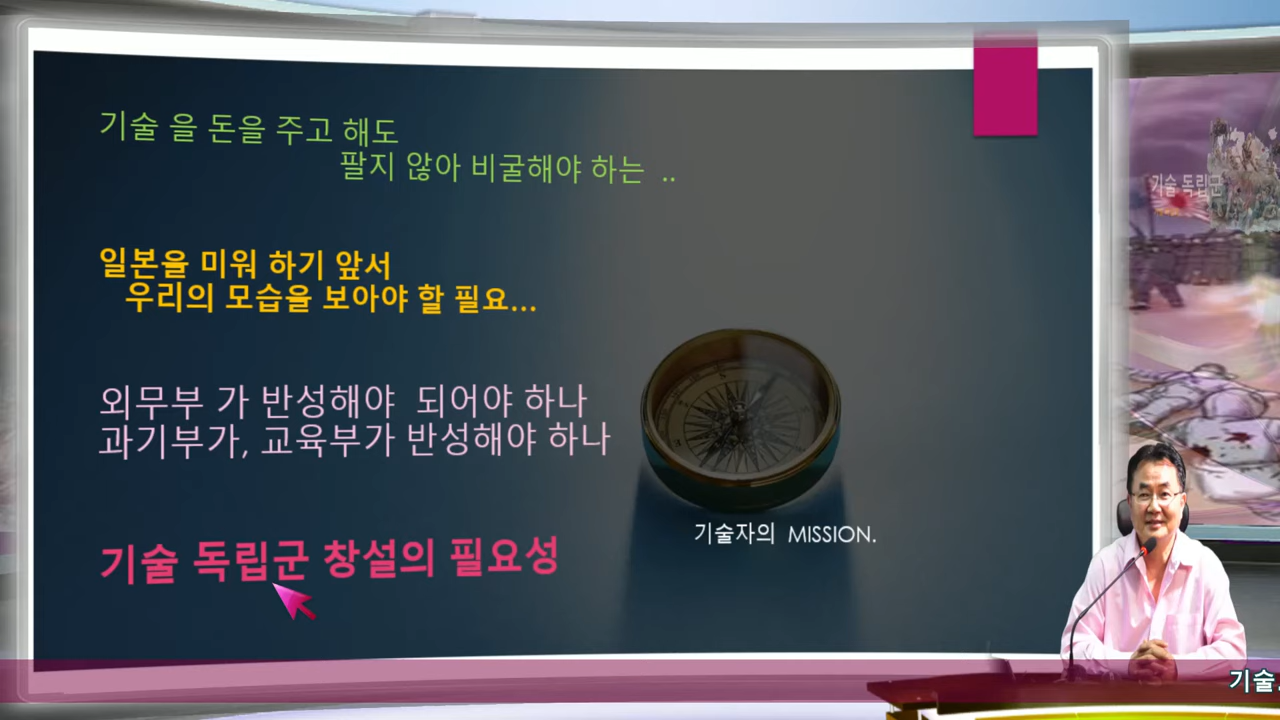 기술 을 돈을 주고 해도
팔지 않아 비굴해야 하는 ..
일본을 미워 하기 앞서
우리의 모습을 보아야 할 필요...
외무부 가 반성해야 되어야 하나
과기부가, 교육부가 반성해야 하나
기술자의 MISSION.
기술 독립군 창설의 필요성
기술 독립군
기술